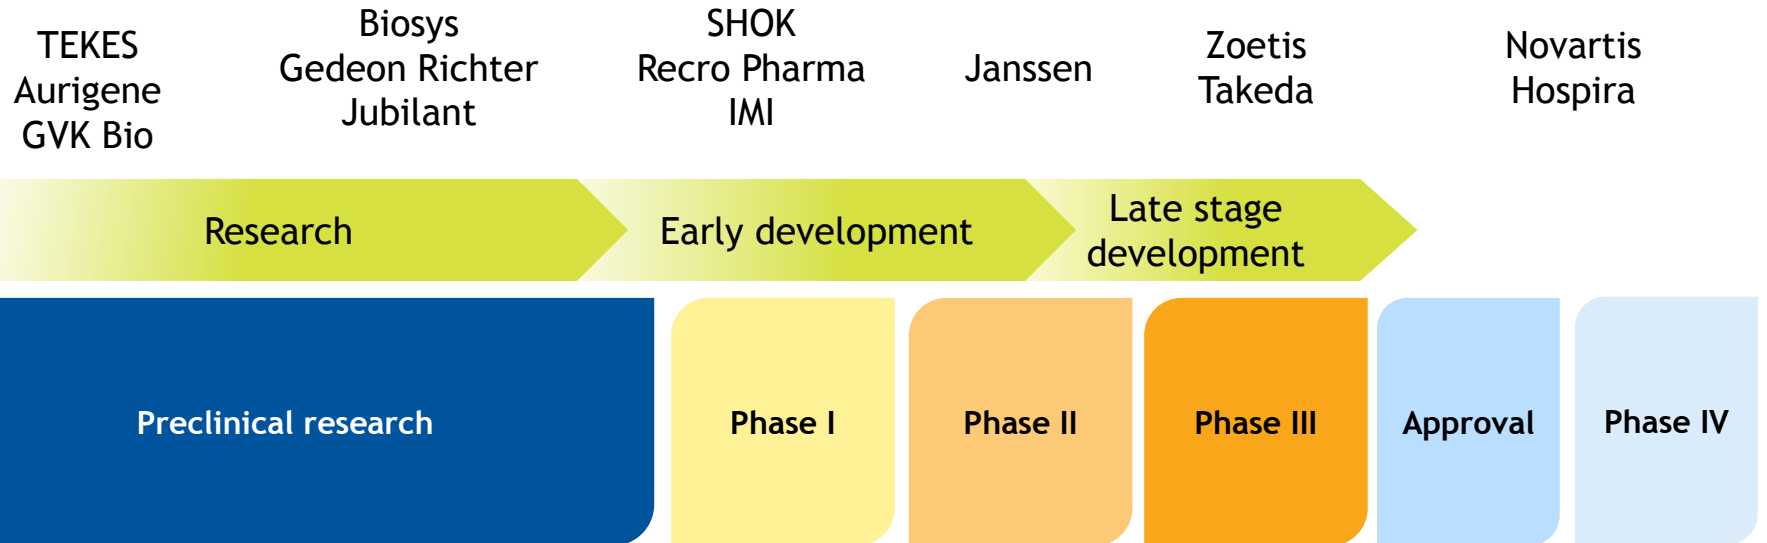 TEKES
Aurigene
GVK Bio
Biosys
Gedeon Richter
Jubilant
SHOK
Recro Pharma
IMI
Janssen
Zoetis
Takeda
Novartis
Hospira
Research
Early development
Late stage
development
Preclinical research
Phase I
Phase II
Phase III
Approval
Phase IV